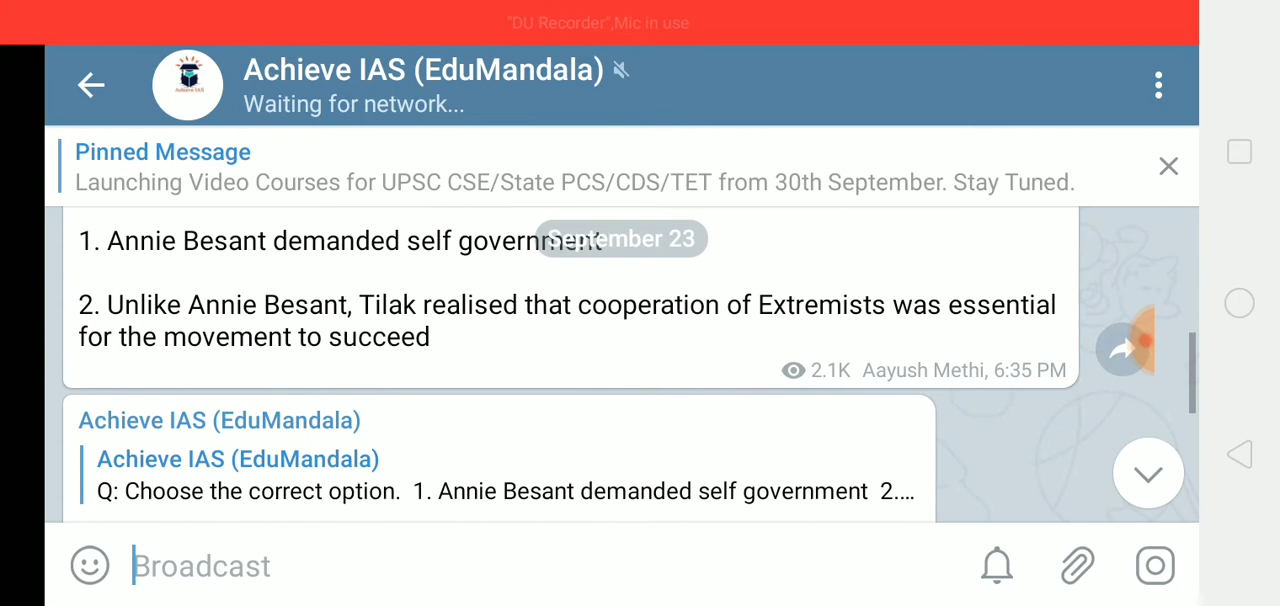 "DU Recorder",Mic in use
Achieve IAS (EduMandala)
Waiting for network...
Pinned Message
Launching Video Courses for UPSC CSE/State PCS/CDS/TET from 30th September. Stay Tuned.
September 23
1. Annie Besant demanded self government
2. Unlike Annie Besant, Tilak realised that cooperation of Extremists was essential
for the movement to succeed
2.1K Aayush Methi, 6:35 PM
Achieve IAS (EduMandala)
Achieve IAS (EduMandala)
Q: Choose the correct option. 1. Annie Besant demanded self government 2....
Broadcast